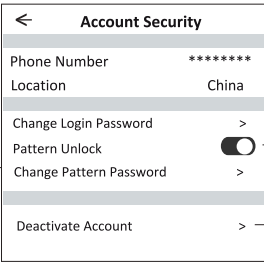 ← Account Security
Phone Number ********
Location China
Change Login Password >
Pattern Unlock
Change Pattern Password >
Deactivate Account >